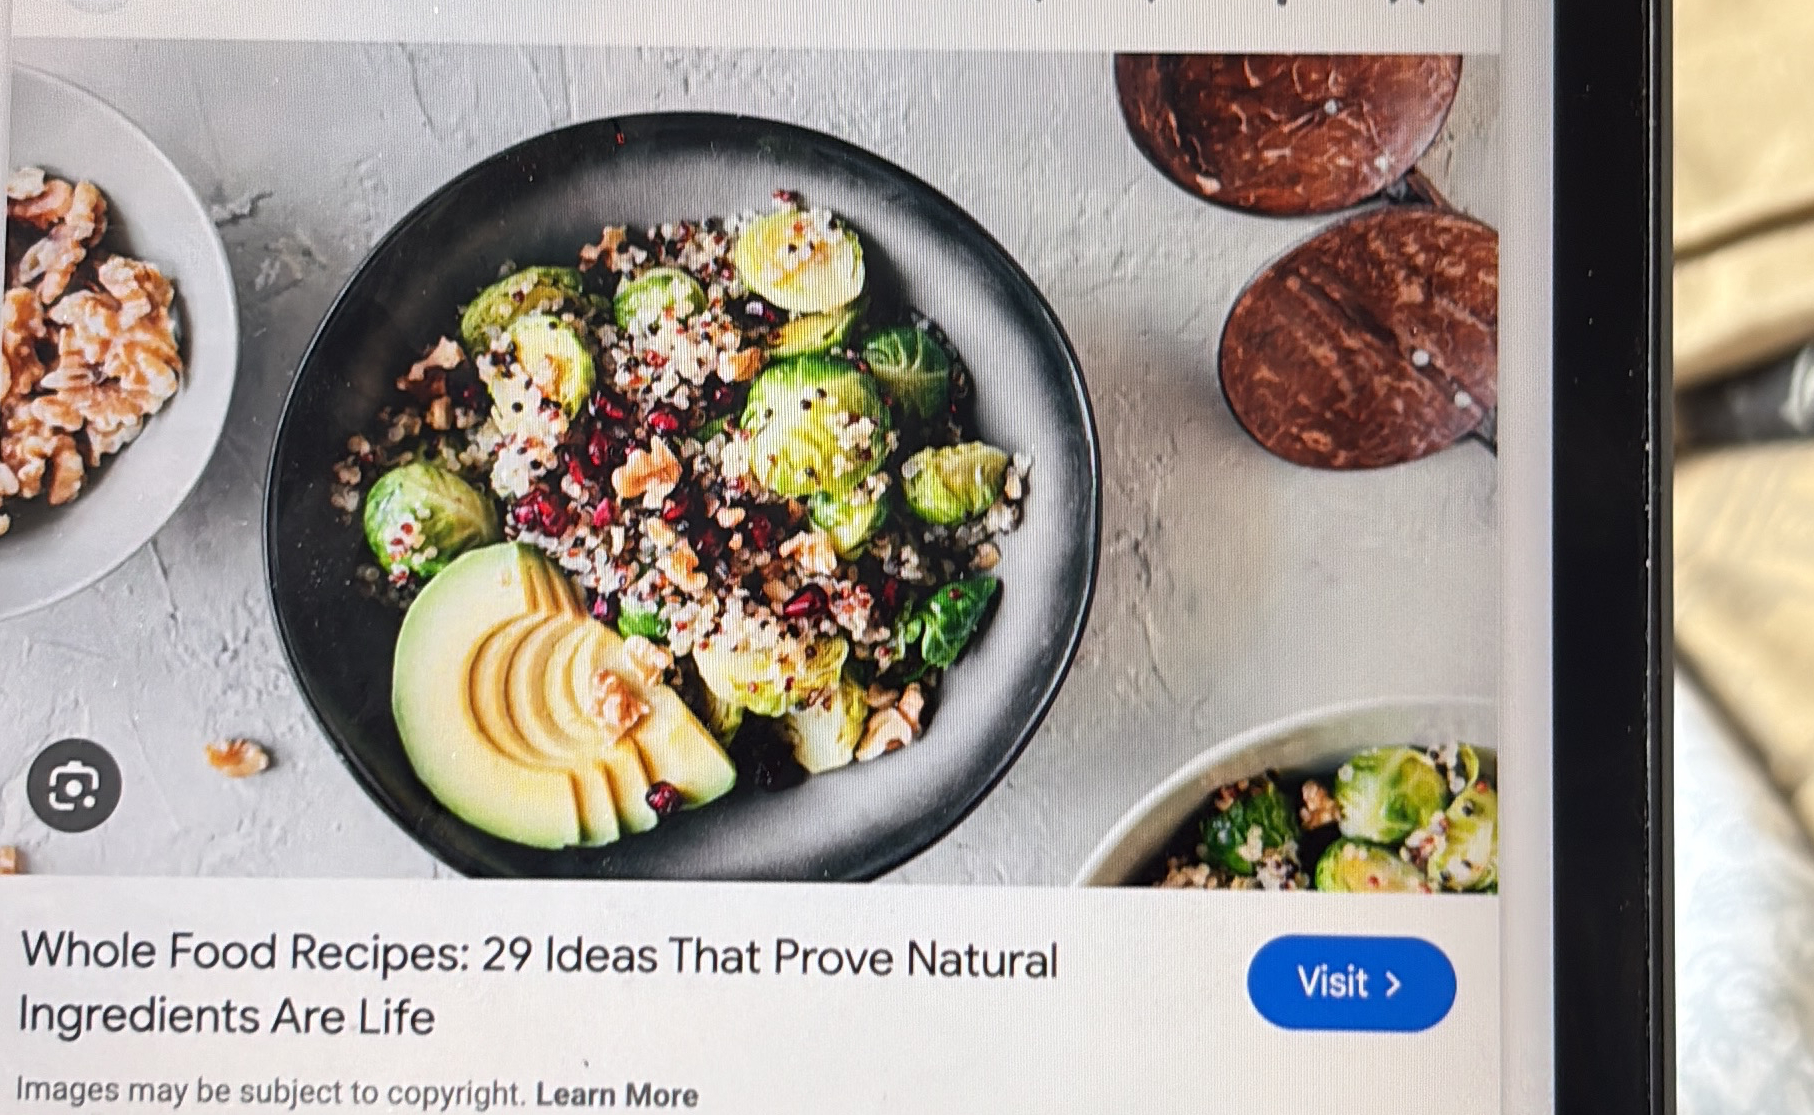 Whole Food Recipes: 29 Ideas That Prove Natural
Ingredients Are Life
Visit >
Images may be subject to copyright. Learn More